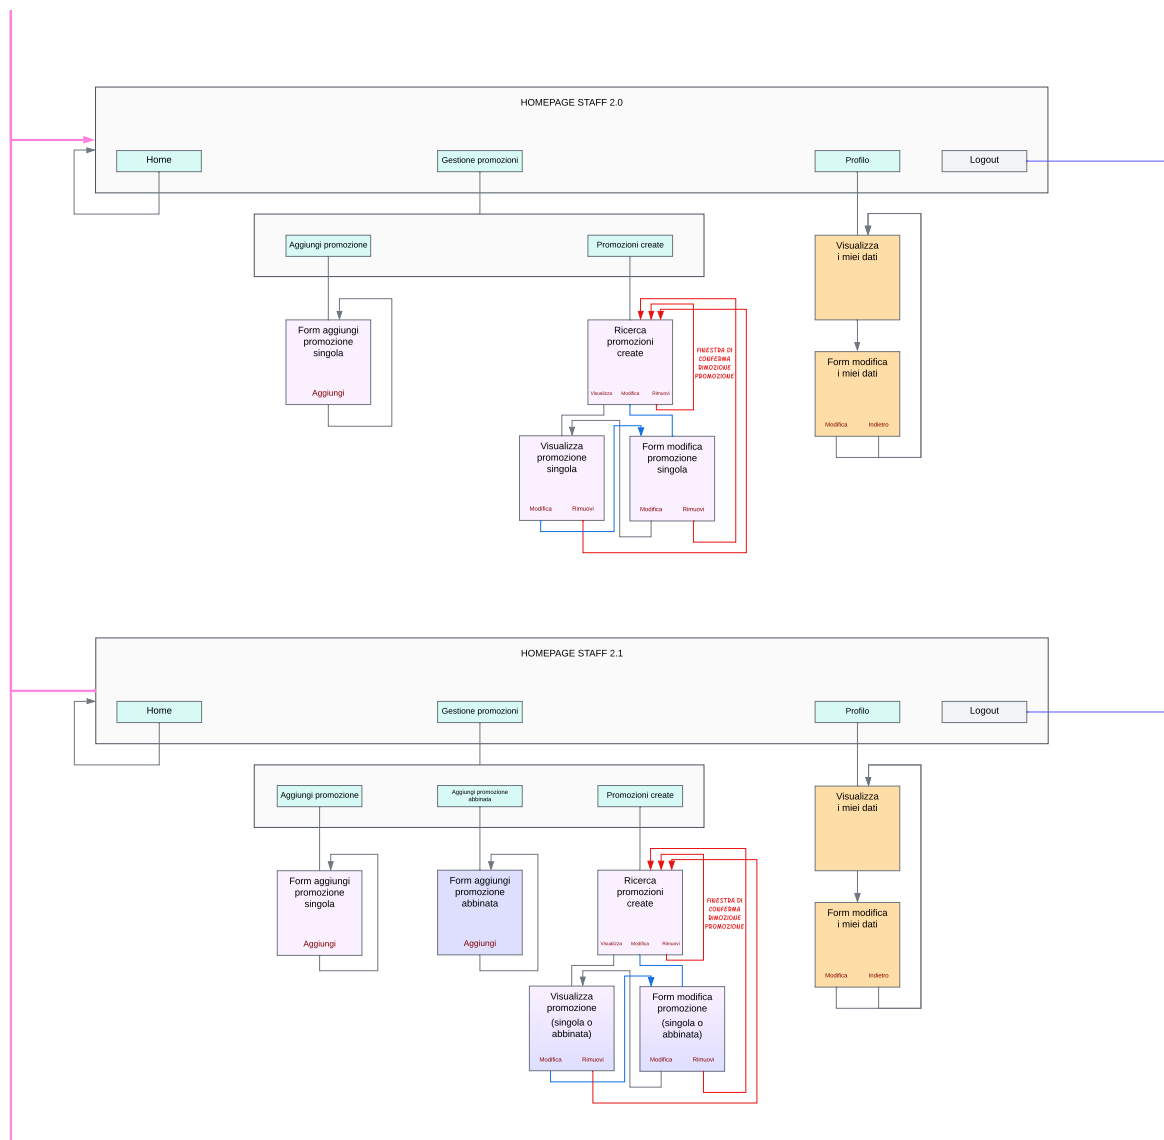 HOMEPAGE STAFF 2.0
Home
Gestione promozioni
Profilo
Logout
Aggiungi promozione
Promozioni create
Visualizza
i miei dati
Form aggiungi
promozione
singola
Aggiungi
Ricerca
promozioni
create
Visualizza Modifica Rimuovi
FINESTRA DI
CONFERMA
RIMOZIONE
PROMOZIONE
Form modifica
i miei dati
Modifica Indietro
Visualizza
promozione
singola
Modifica Rimuovi
Form modifica
promozione
singola
Modifica Rimuovi
HOMEPAGE STAFF 2.1
Home
Gestione promozioni
Profilo
Logout
Aggiungi promozione
Aggiungi promozione
abbinata
Promozioni create
Visualizza
i miei dati
Form aggiungi
promozione
singola
Aggiungi
Form aggiungi
promozione
abbinata
Aggiungi
Ricerca
promozioni
create
Visualizza Modifica Rimuovi
FINESTRA DI
CONFERMA
RIMOZIONE
PROMOZIONE
Form modifica
i miei dati
Modifica Indietro
Visualizza
promozione
(singola o
abbinata)
Modifica Rimuovi
Form modifica
promozione
(singola o
abbinata)
Modifica Rimuovi